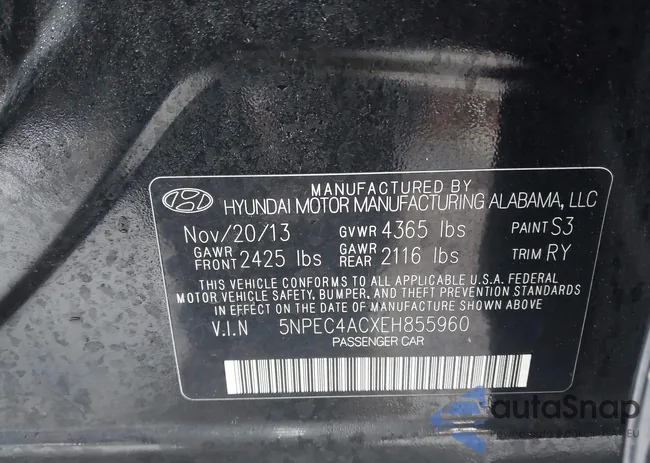 MANUFACTURED BY
HYUNDAI MOTOR MANUFACTURING ALABAMA, LLC
Nov/20/13 GVWR 4365 lbs PAINT S3
GAWR FRONT 2425 lbs GAWR REAR 2116 lbs TRIM RY
THIS VEHICLE CONFORMS TO ALL APPLICABLE U.S.A. FEDERAL
MOTOR VEHICLE SAFETY, BUMPER, AND THEFT PREVENTION STANDARDS
IN EFFECT ON THE DATE OF MANUFACTURE SHOWN ABOVE
V.I.N 5NPEC4ACXEH855960
PASSENGER CAR
autaSnap